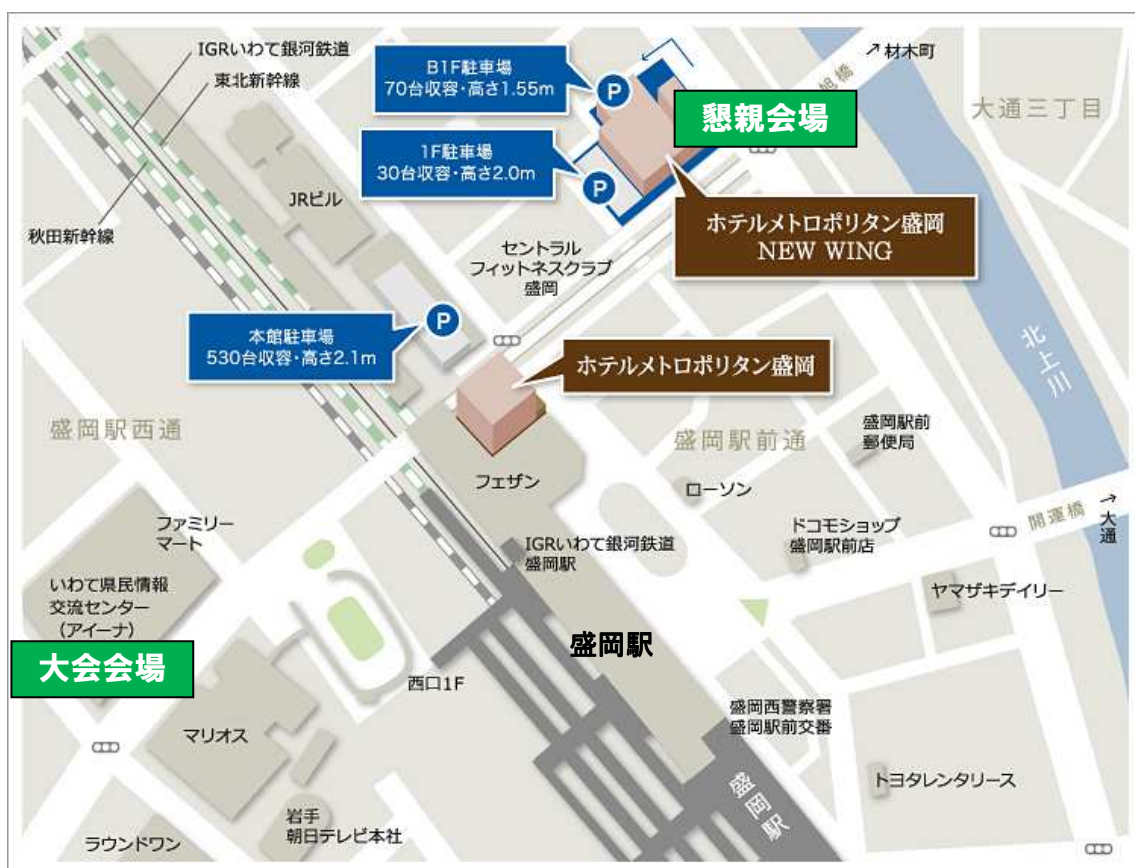 IGRいわて銀河鉄道
東北新幹線
秋田新幹線
JRビル
B1F駐車場
70台収容・高さ1.55m
P
1F駐車場
30台収容・高さ2.0m
P
懇親会場
旭橋
↗材木町
大通三丁目
ホテルメトロポリタン盛岡
NEW WING
セントラル
フィットネスクラブ
盛岡
本館駐車場
530台収容・高さ2.1m
P
ホテルメトロポリタン盛岡
北上川
盛岡駅西通
盛岡駅前通
盛岡駅前
郵便局
フェザン
ローソン
開運橋
→大通
ファミリー
マート
IGRいわて銀河鉄道
盛岡駅
ドコモショップ
盛岡駅前店
いわて県民情報
交流センター
(アイーナ)
ヤマザキデイリー
大会会場
盛岡駅
西口1F
マリオス
盛岡西警察署
盛岡駅前交番
トヨタレンタリース
盛岡駅
岩手
朝日テレビ本社
ラウンドワン